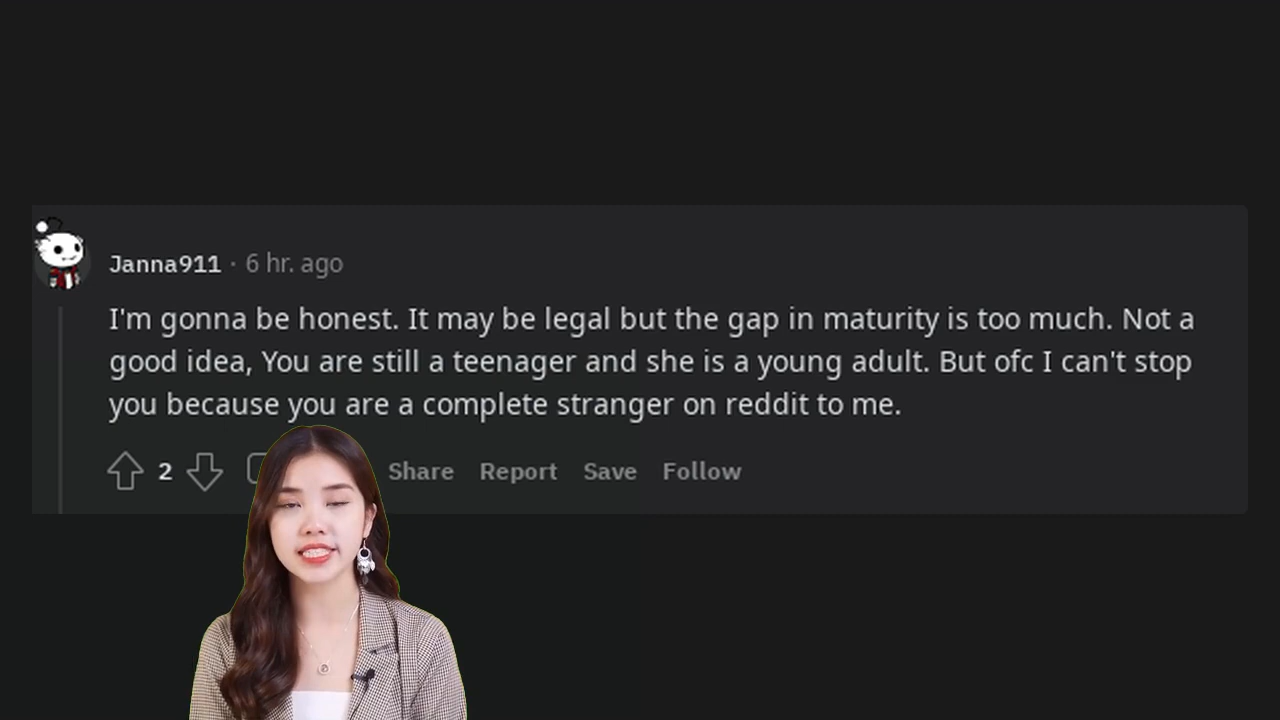 Janna911 · 6 hr. ago
I'm gonna be honest. It may be legal but the gap in maturity is too much. Not a
good idea, You are still a teenager and she is a young adult. But ofc I can't stop
you because you are a complete stranger on reddit to me.
2 Share Report Save Follow